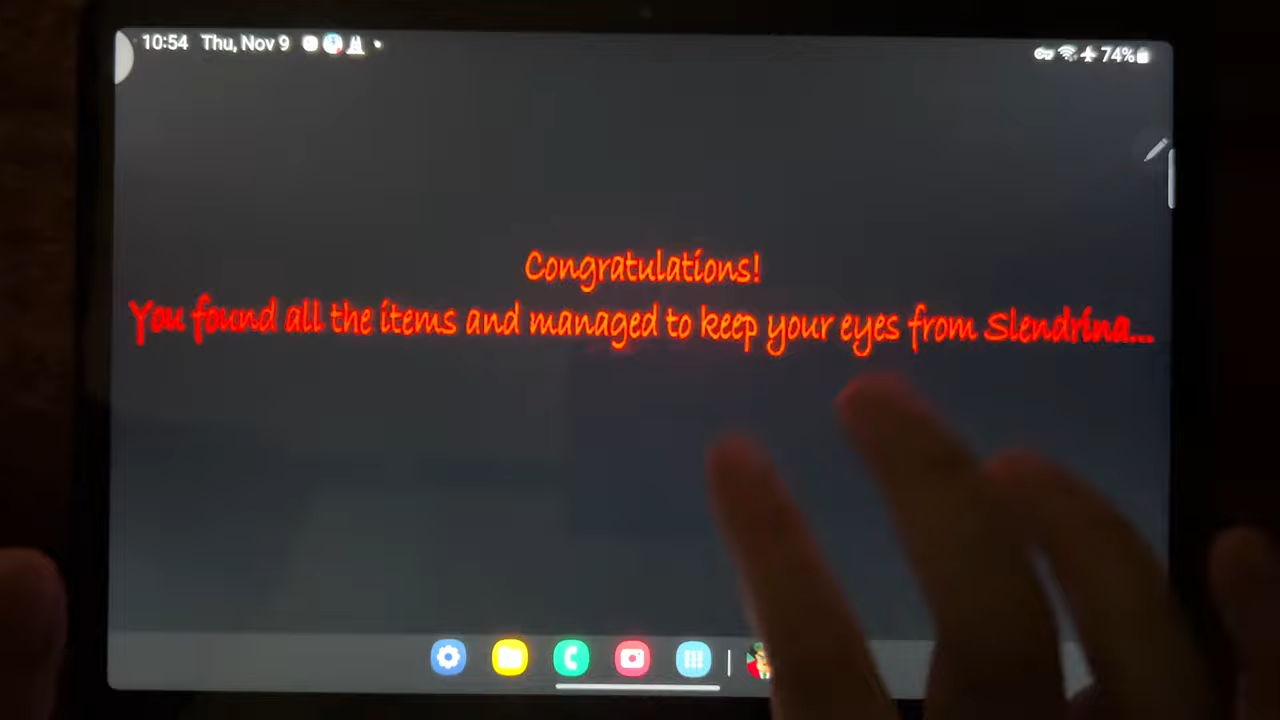 10:54 Thu, Nov 9
74%
Congratulations!
You found all the items and managed to keep your eyes from Slendrina...